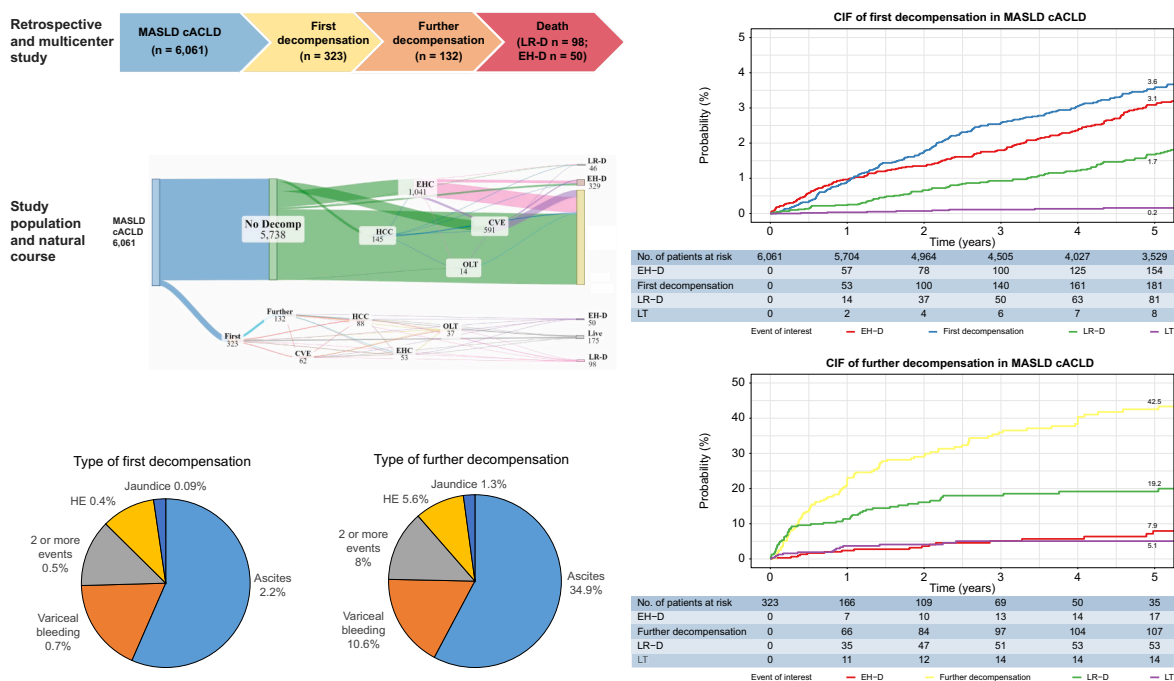 Retrospective
and multicenter
study
MASLD cACLD
(n = 6,061)
First
decompensation
(n = 323)
Further
decompensation
(n = 132)
Death
(LR-D n = 98;
EH-D n = 50)
Study
population
and natural
course
MASLD
cACLD
6,061
No Decomp
5,738
EHC
1,041
HCC
145
CVE
591
OLT
14
LR-D
46
EH-D
329
First
323
Further
132
CVE
62
HCC
88
EHC
53
OLT
37
EH-D
50
Live
175
LR-D
98
Type of first decompensation
Jaundice 0.09%
HE 0.4%
2 or more
events
0.5%
Variceal
bleeding
0.7%
Ascites
2.2%
Type of further decompensation
Jaundice 1.3%
HE 5.6%
2 or more
events
8%
Variceal
bleeding
10.6%
Ascites
34.9%
CIF of first decompensation in MASLD cACLD
Probability (%)
5
4
3
2
1
0
3.6
3.1
1.7
0.2
0 1 2 3 4 5
Time (years)
No. of patients at risk 6,061 5,704 4,964 4,505 4,027 3,529
EH−D 0 57 78 100 125 154
First decompensation 0 53 100 140 161 181
LR−D 0 14 37 50 63 81
LT 0 2 4 6 7 8
Event of interest EH−D First decompensation LR−D LT
CIF of further decompensation in MASLD cACLD
Probability (%)
50
40
30
20
10
0
42.5
19.2
7.9
5.1
0 1 2 3 4 5
Time (years)
No. of patients at risk 323 166 109 69 50 35
EH−D 0 7 10 13 14 17
Further decompensation 0 66 84 97 104 107
LR−D 0 35 47 51 53 53
LT 0 11 12 14 14 14
Event of interest EH−D Further decompensation LR−D LT